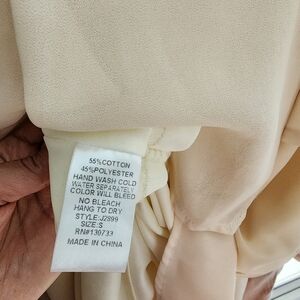 55%COTTON
45%POLYESTER
HAND WASH COLD
WATER SEPARATELY
COLOR WILL BLEED
NO BLEACH
HANG TO DRY
STYLE:J2899
SIZE:S
RN#130733
MADE IN CHINA